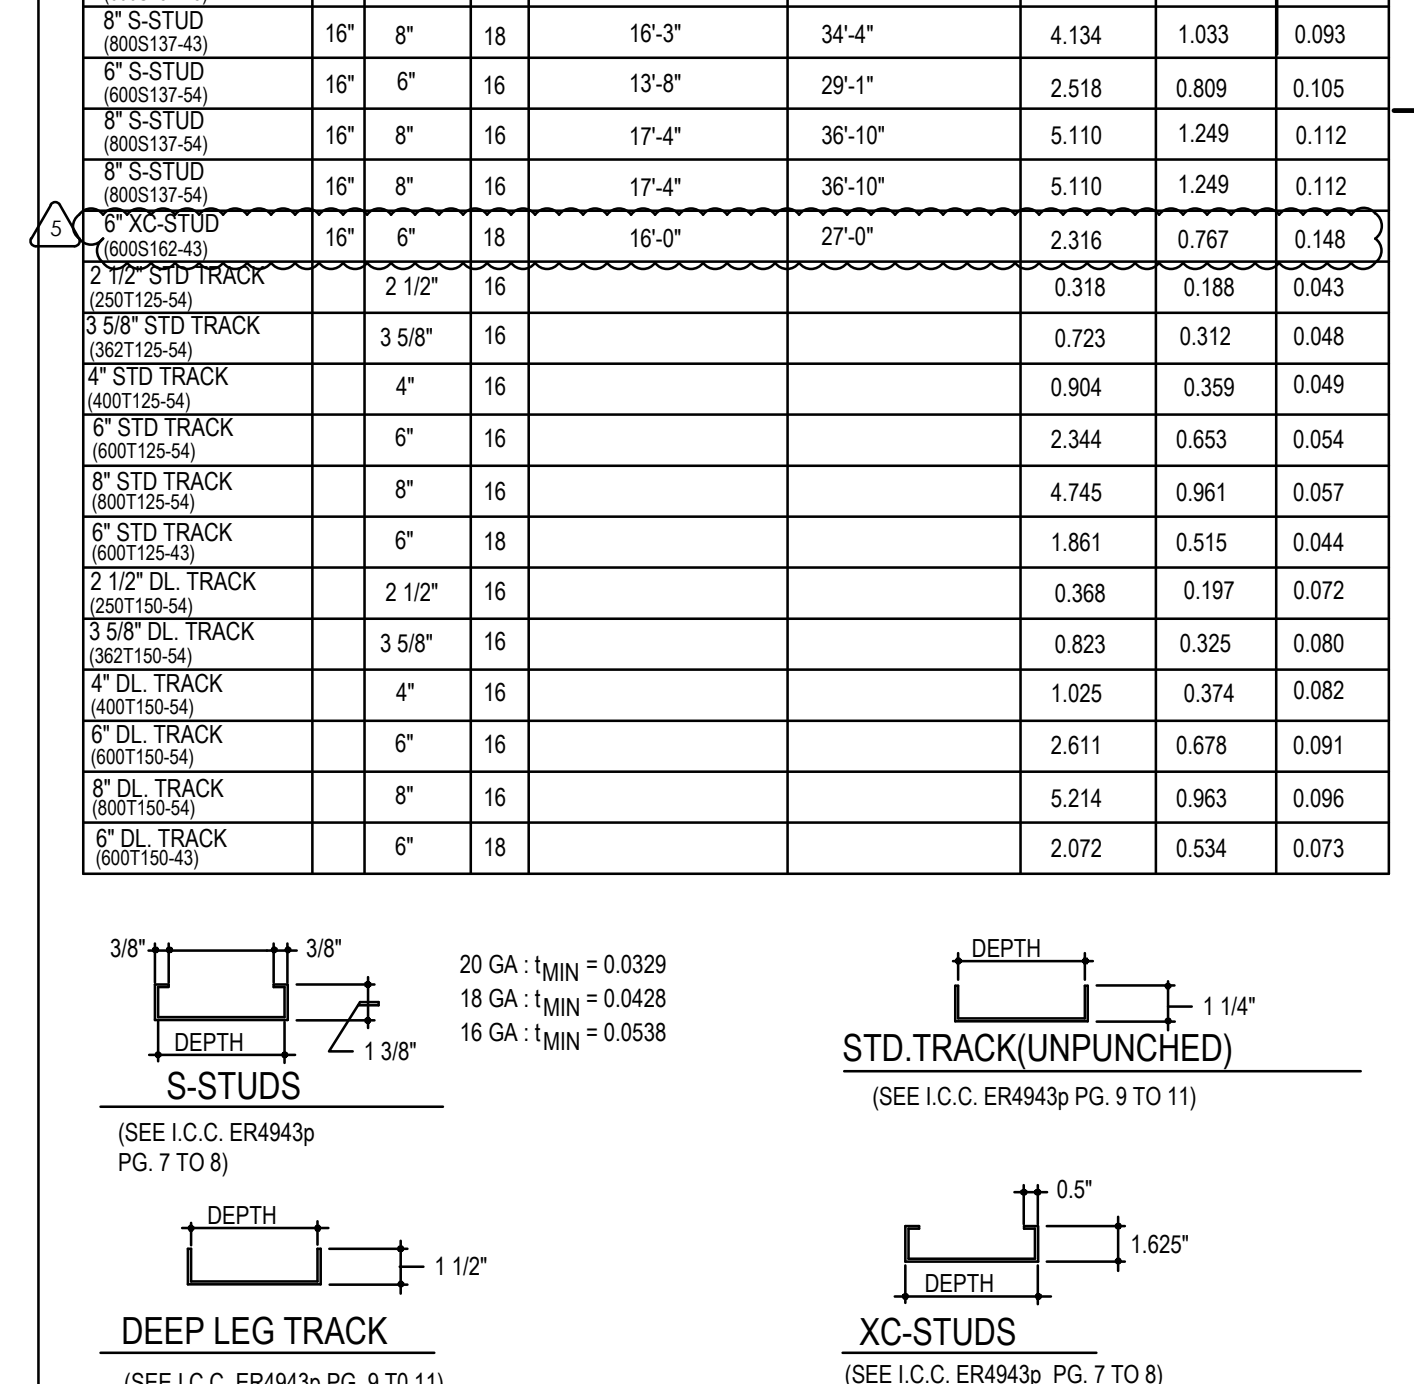 8" S-STUD
(800S137-43) 16" 8" 18 16'-3" 34'-4" 4.134 1.033 0.093
6" S-STUD
(600S137-54) 16" 6" 16 13'-8" 29'-1" 2.518 0.809 0.105
8" S-STUD
(800S137-54) 16" 8" 16 17'-4" 36'-10" 5.110 1.249 0.112
8" S-STUD
(800S137-54) 16" 8" 16 17'-4" 36'-10" 5.110 1.249 0.112
5
6" XC-STUD
(600S162-43) 16" 6" 18 16'-0" 27'-0" 2.316 0.767 0.148
2 1/2" STD TRACK
(250T125-54) 2 1/2" 16 0.318 0.188 0.043
3 5/8" STD TRACK
(362T125-54) 3 5/8" 16 0.723 0.312 0.048
4" STD TRACK
(400T125-54) 4" 16 0.904 0.359 0.049
6" STD TRACK
(600T125-54) 6" 16 2.344 0.653 0.054
8" STD TRACK
(800T125-54) 8" 16 4.745 0.961 0.057
6" STD TRACK
(600T125-43) 6" 18 1.861 0.515 0.044
2 1/2" DL. TRACK
(250T150-54) 2 1/2" 16 0.368 0.197 0.072
3 5/8" DL. TRACK
(362T150-54) 3 5/8" 16 0.823 0.325 0.080
4" DL. TRACK
(400T150-54) 4" 16 1.025 0.374 0.082
6" DL. TRACK
(600T150-54) 6" 16 2.611 0.678 0.091
8" DL. TRACK
(800T150-54) 8" 16 5.214 0.963 0.096
6" DL. TRACK
(600T150-43) 6" 18 2.072 0.534 0.073
3/8" 3/8"
DEPTH
1 3/8"
S-STUDS
(SEE I.C.C. ER4943p
PG. 7 TO 8)
20 GA : tMIN = 0.0329
18 GA : tMIN = 0.0428
16 GA : tMIN = 0.0538
DEPTH
1 1/4"
STD.TRACK(UNPUNCHED)
(SEE I.C.C. ER4943p PG. 9 TO 11)
DEPTH
1 1/2"
DEEP LEG TRACK
(SEE I.C.C. ER4943p PG. 9 T0 11)
0.5"
1.625"
DEPTH
XC-STUDS
(SEE I.C.C. ER4943p PG. 7 TO 8)